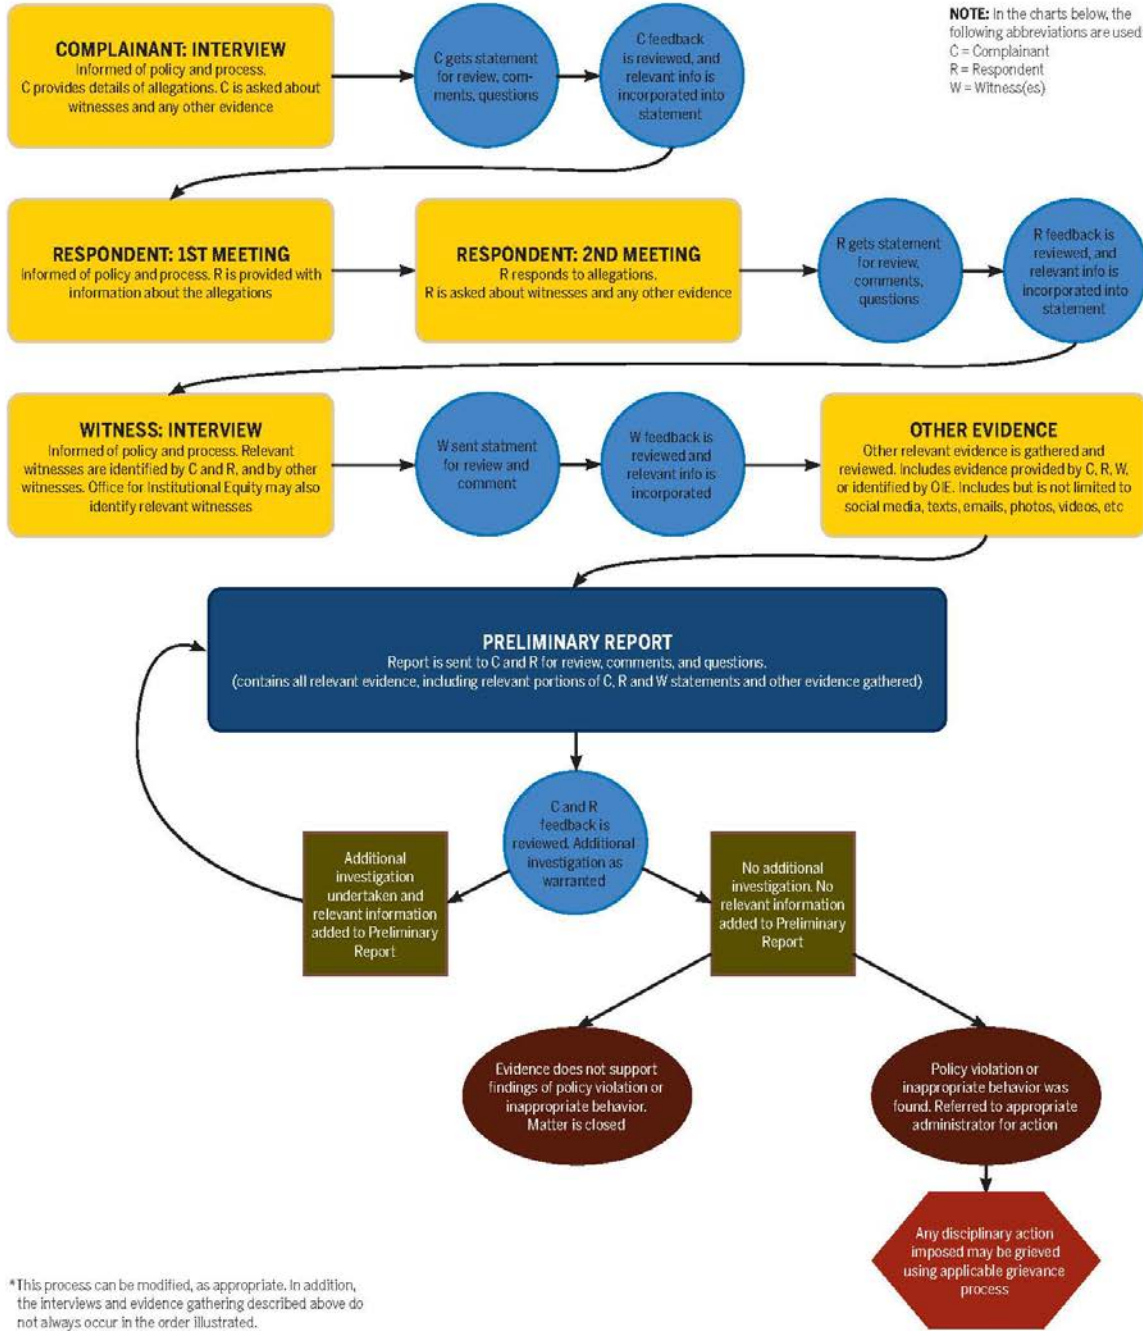 COMPLAINANT: INTERVIEW
Informed of policy and process.
C provides details of allegations. C is asked about
witnesses and any other evidence
C gets statement
for review, com-
ments, questions
C feedback
is reviewed, and
relevant info is
incorporated into
statement
NOTE: In the charts below, the
following abbreviations are used
C = Complainant
R = Respondent
W = Witness(es)
RESPONDENT: 1ST MEETING
Informed of policy and process. R is provided with
information about the allegations
RESPONDENT: 2ND MEETING
R responds to allegations.
R is asked about witnesses and any other evidence
R gets statement
for review,
comments,
questions
R feedback is
reviewed, and
relevant info is
incorporated into
statement
WITNESS: INTERVIEW
Informed of policy and process. Relevant
witnesses are identified by C and R, and by other
witnesses. Office for Institutional Equity may also
identify relevant witnesses
W sent statment
for review and
comment
W feedback is
reviewed and
relevant info is
incorporated
OTHER EVIDENCE
Other relevant evidence is gathered and
reviewed. Includes evidence provided by C, R, W,
or identified by OIE. Includes but is not limited to
social media, texts, emails, photos, videos, etc
PRELIMINARY REPORT
Report is sent to C and R for review, comments, and questions.
(contains all relevant evidence, including relevant portions of C, R and W statements and other evidence gathered)
C and R
feedback is
reviewed. Additional
investigation as
warranted
Additional
investigation
undertaken and
relevant information
added to Preliminary
Report
No additional
investigation. No
relevant information
added to Preliminary
Report
Evidence does not support
findings of policy violation or
inappropriate behavior.
Matter is closed
Policy violation or
inappropriate behavior was
found. Referred to appropriate
administrator for action
Any disciplinary action
imposed may be grieved
using applicable grievance
process
*This process can be modified, as appropriate. In addition,
the interviews and evidence gathering described above do
not always occur in the order illustrated.